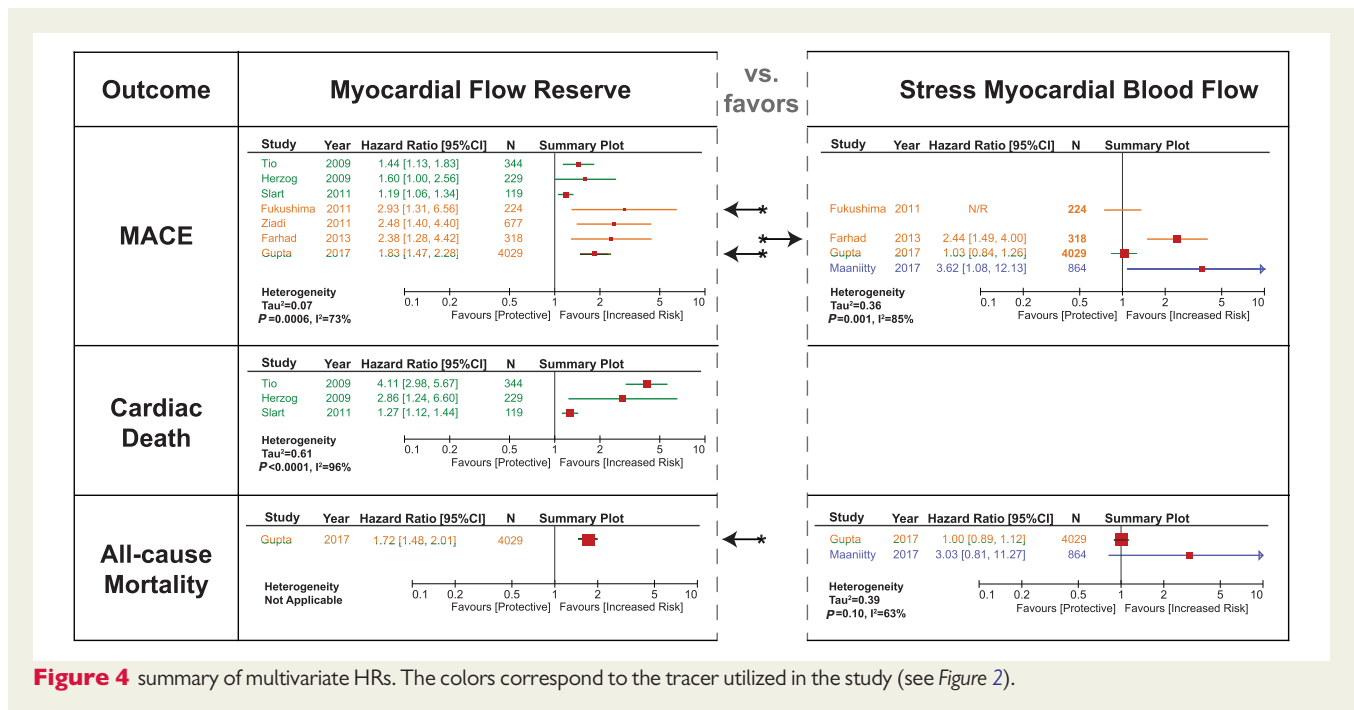 Outcome
Myocardial Flow Reserve
vs.
favors
Stress Myocardial Blood Flow
MACE
Study Year Hazard Ratio [95%CI] N Summary Plot
Tio 2009 1.44 [1.13, 1.83] 344
Herzog 2009 1.60 [1.00, 2.56] 229
Slart 2011 1.19 [1.06, 1.34] 119
Fukushima 2011 2.93 [1.31, 6.56] 224
Ziadi 2011 2.48 [1.40, 4.40] 677
Farhad 2013 2.38 [1.28, 4.42] 318
Gupta 2017 1.83 [1.47, 2.28] 4029
Heterogeneity
Tau²=0.07
P=0.0006, I²=73%
0.1 0.2 0.5 1 2 5 10
Favours [Protective] Favours [Increased Risk]
*
*
*
Study Year Hazard Ratio [95%CI] N Summary Plot
Fukushima 2011 N/R 224
Farhad 2013 2.44 [1.49, 4.00] 318
Gupta 2017 1.03 [0.84, 1.26] 4029
Maaniitty 2017 3.62 [1.08, 12.13] 864
Heterogeneity
Tau²=0.36
P=0.001, I²=85%
0.1 0.2 0.5 1 2 5 10
Favours [Protective] Favours [Increased Risk]
Cardiac
Death
Study Year Hazard Ratio [95%CI] N Summary Plot
Tio 2009 4.11 [2.98, 5.67] 344
Herzog 2009 2.86 [1.24, 6.60] 229
Slart 2011 1.27 [1.12, 1.44] 119
Heterogeneity
Tau²=0.61
P<0.0001, I²=96%
0.1 0.2 0.5 1 2 5 10
Favours [Protective] Favours [Increased Risk]
All-cause
Mortality
Study Year Hazard Ratio [95%CI] N Summary Plot
Gupta 2017 1.72 [1.48, 2.01] 4029
Heterogeneity
Not Applicable
0.1 0.2 0.5 1 2 5 10
Favours [Protective] Favours [Increased Risk]
*
Study Year Hazard Ratio [95%CI] N Summary Plot
Gupta 2017 1.00 [0.89, 1.12] 4029
Maaniitty 2017 3.03 [0.81, 11.27] 864
Heterogeneity
Tau²=0.39
P=0.10, I²=63%
0.1 0.2 0.5 1 2 5 10
Favours [Protective] Favours [Increased Risk]
Figure 4 summary of multivariate HRs. The colors correspond to the tracer utilized in the study (see Figure 2).